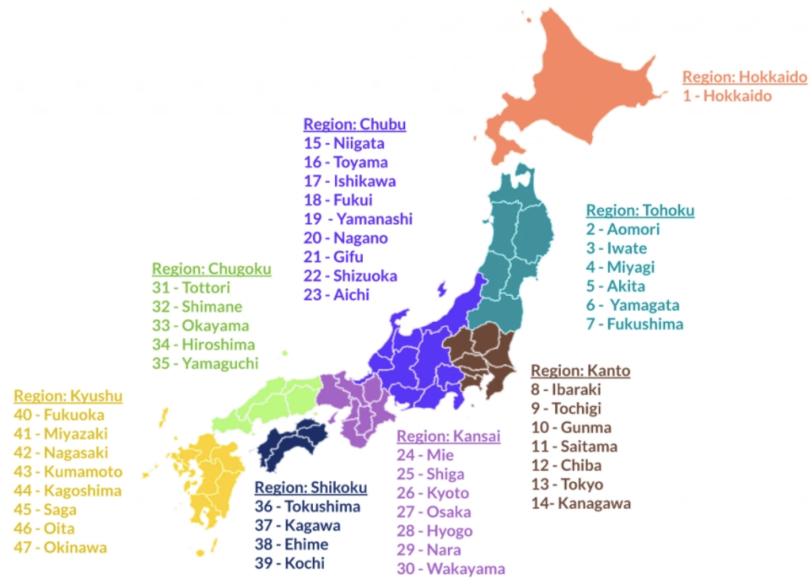 Region: Hokkaido
1 - Hokkaido
Region: Chubu
15 - Niigata
16 - Toyama
17 - Ishikawa
18 - Fukui
19 - Yamanashi
20 - Nagano
21 - Gifu
22 - Shizuoka
23 - Aichi
Region: Tohoku
2 - Aomori
3 - Iwate
4 - Miyagi
5 - Akita
6 - Yamagata
7 - Fukushima
Region: Chugoku
31 - Tottori
32 - Shimane
33 - Okayama
34 - Hiroshima
35 - Yamaguchi
Region: Kanto
8 - Ibaraki
9 - Tochigi
10 - Gunma
11 - Saitama
12 - Chiba
13 - Tokyo
14- Kanagawa
Region: Kyushu
40 - Fukuoka
41 - Miyazaki
42 - Nagasaki
43 - Kumamoto
44 - Kagoshima
45 - Saga
46 - Oita
47 - Okinawa
Region: Kansai
24 - Mie
25 - Shiga
26 - Kyoto
27 - Osaka
28 - Hyogo
29 - Nara
30 - Wakayama
Region: Shikoku
36 - Tokushima
37 - Kagawa
38 - Ehime
39 - Kochi